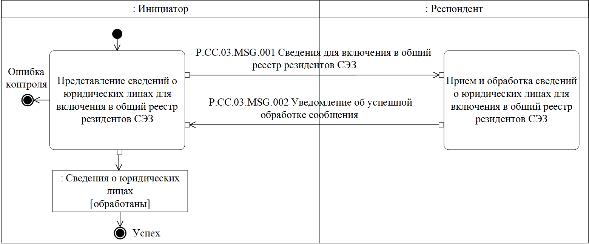 : Инициатор
: Респондент
P.CC.03.MSG.001 Сведения для включения в общий
реестр резидентов СЭЗ
Ошибка
контроля
Представление сведений о
юридических лицах для
включения в общий реестр
резидентов СЭЗ
Прием и обработка сведений
о юридических лицах для
включения в общий реестр
резидентов СЭЗ
P.CC.03.MSG.002 Уведомление об успешной
обработке сообщения
: Сведения о юридических
лицах
[обработаны]
Успех